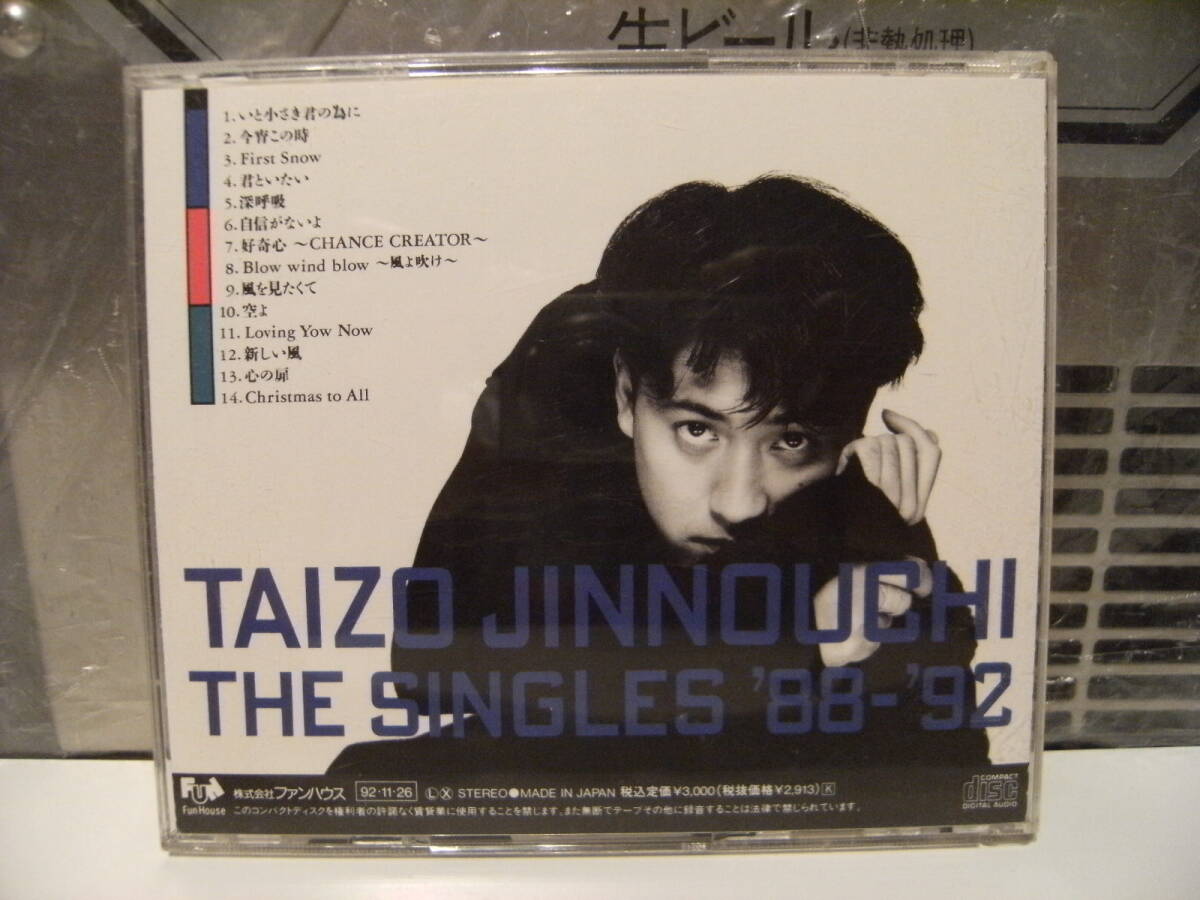 生ビール(非熱処理)
1. いと小さき君の為に
2. 今宵この時
3. First Snow
4. 君といたい
5. 深呼吸
6. 自信がないよ
7. 好奇心 〜CHANCE CREATOR〜
8. Blow wind blow 〜風よ吹け〜
9. 風を見たくて
10. 空よ
11. Loving Yow Now
12. 新しい風
13. 心の扉
14. Christmas to All
TAIZO JINNOUCHI
THE SINGLES '88-'92
Fun House 株式会社ファンハウス 92・11・26 L X STEREO●MADE IN JAPAN 税込定価¥3,000(税抜価格¥2,913) K
このコンパクトディスクを権利者の許諾なく賃貸業に使用することを禁じます。また無断でテープその他に録音することは法律で禁じられています。
COMPACT disc DIGITAL AUDIO